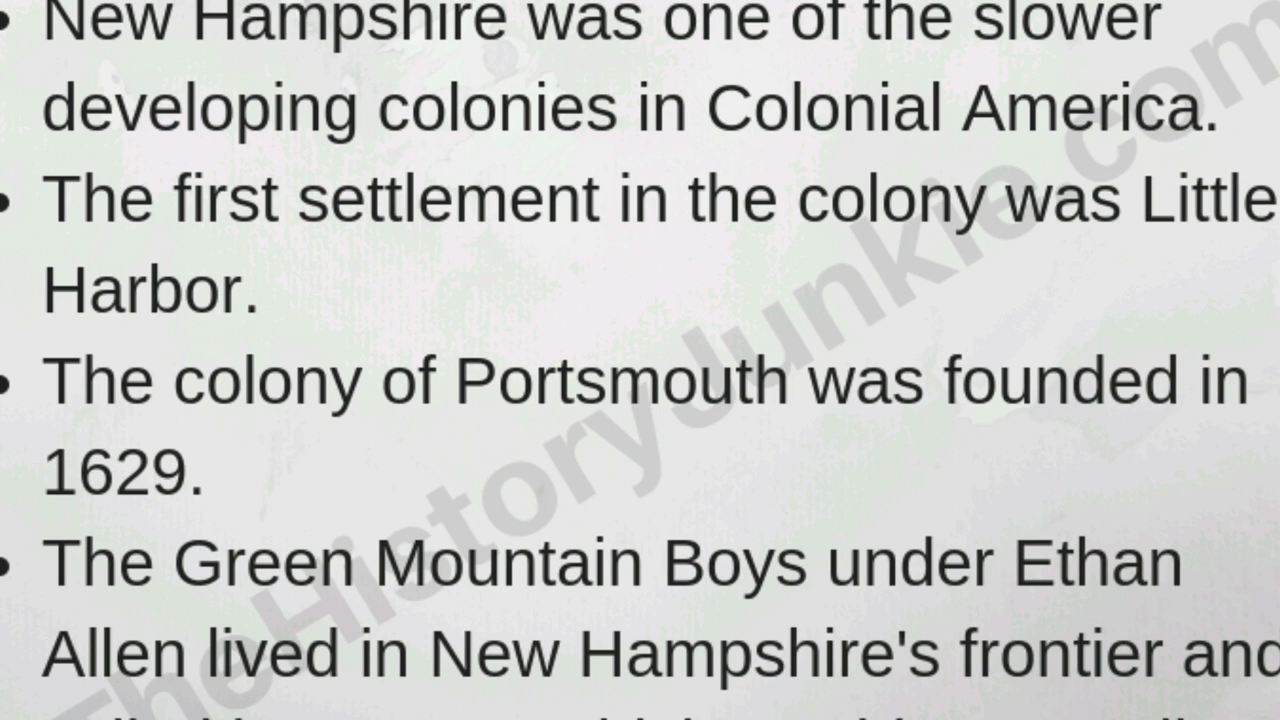 New Hampshire was one of the slower
developing colonies in Colonial America.
The first settlement in the colony was Little
Harbor.
The colony of Portsmouth was founded in
1629.
The Green Mountain Boys under Ethan
Allen lived in New Hampshire's frontier and
TheHistoryJunkie.com